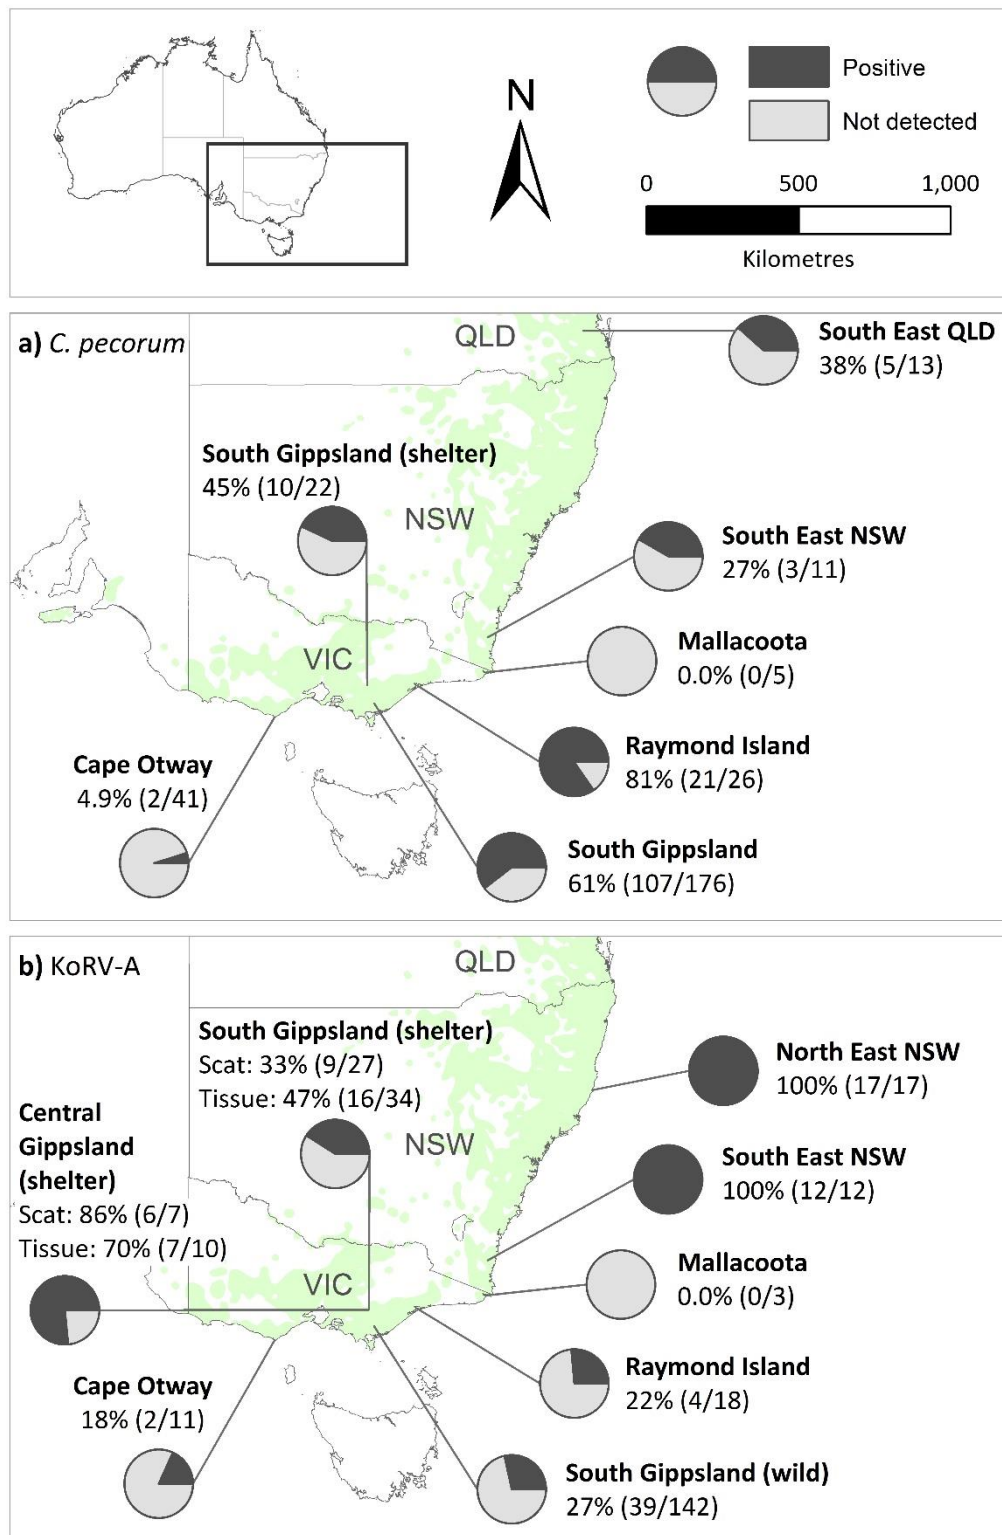 N
Positive
Not detected
0 500 1,000
Kilometres
a) C. pecorum
QLD
South East QLD
38% (5/13)
South Gippsland (shelter)
45% (10/22)
NSW
South East NSW
27% (3/11)
Mallacoota
0.0% (0/5)
VIC
Raymond Island
81% (21/26)
Cape Otway
4.9% (2/41)
South Gippsland
61% (107/176)
b) KoRV-A
QLD
South Gippsland (shelter)
Scat: 33% (9/27)
Tissue: 47% (16/34)
North East NSW
100% (17/17)
Central
Gippsland
(shelter)
Scat: 86% (6/7)
Tissue: 70% (7/10)
NSW
South East NSW
100% (12/12)
Mallacoota
0.0% (0/3)
VIC
Raymond Island
22% (4/18)
Cape Otway
18% (2/11)
South Gippsland (wild)
27% (39/142)